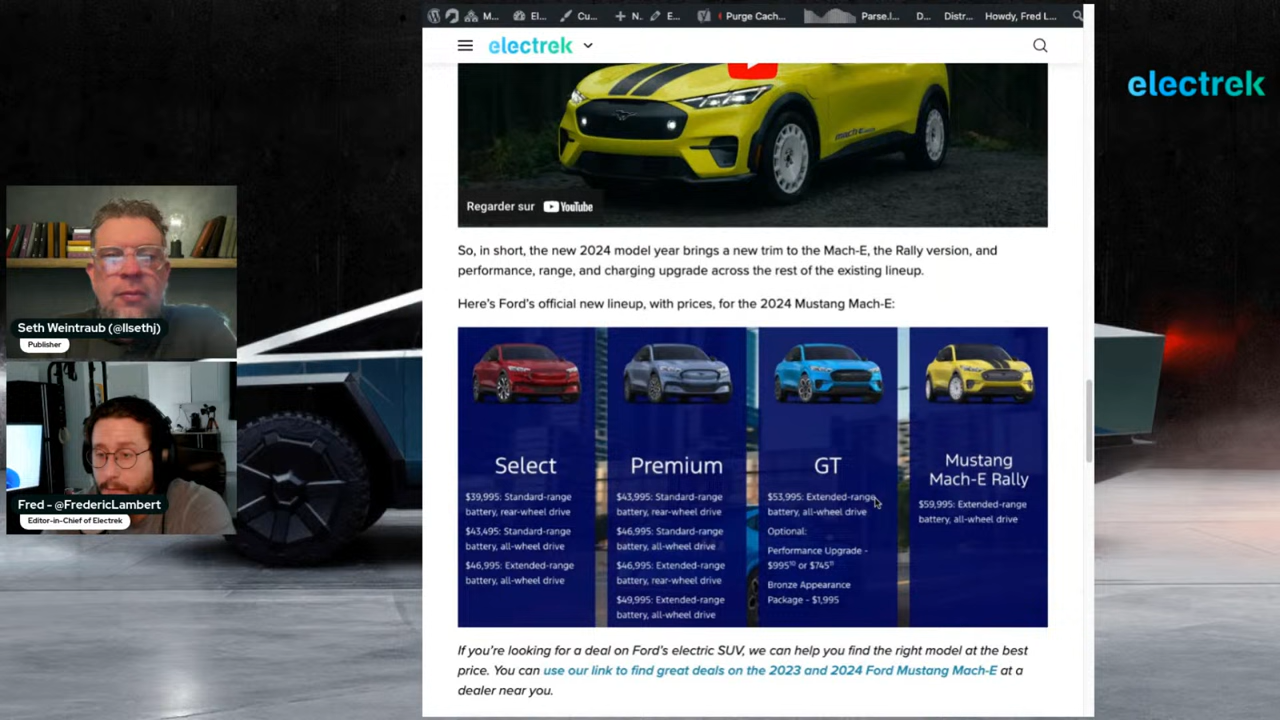 M...
El...
Cu...
N.
E...
Purge Cach...
Parse.l...
D...
Distr...
Howdy, Fred L...
electrek
electrek
Regarder sur YouTube
So, in short, the new 2024 model year brings a new trim to the Mach-E, the Rally version, and
performance, range, and charging upgrade across the rest of the existing lineup.
Here's Ford's official new lineup, with prices, for the 2024 Mustang Mach-E:
Select
$39,995: Standard-range
battery, rear-wheel drive
$43,495: Standard-range
battery, all-wheel drive
$46,995: Extended-range
battery, all-wheel drive
Premium
$43,995: Standard-range
battery, rear-wheel drive
$46,995: Standard-range
battery, all-wheel drive
$46,995: Extended-range
battery, rear-wheel drive
$49,995: Extended-range
battery, all-wheel drive
GT
$53,995: Extended-range
battery, all-wheel drive
Optional:
Performance Upgrade -
$995¹⁰ or $745¹¹
Bronze Appearance
Package - $1,995
Mustang
Mach-E Rally
$59,995: Extended-range
battery, all-wheel drive
If you're looking for a deal on Ford's electric SUV, we can help you find the right model at the best
price. You can use our link to find great deals on the 2023 and 2024 Ford Mustang Mach-E at a
dealer near you.
Seth Weintraub (@llsethj)
Publisher
Fred - @FredericLambert
Editor-in-Chief of Electrek